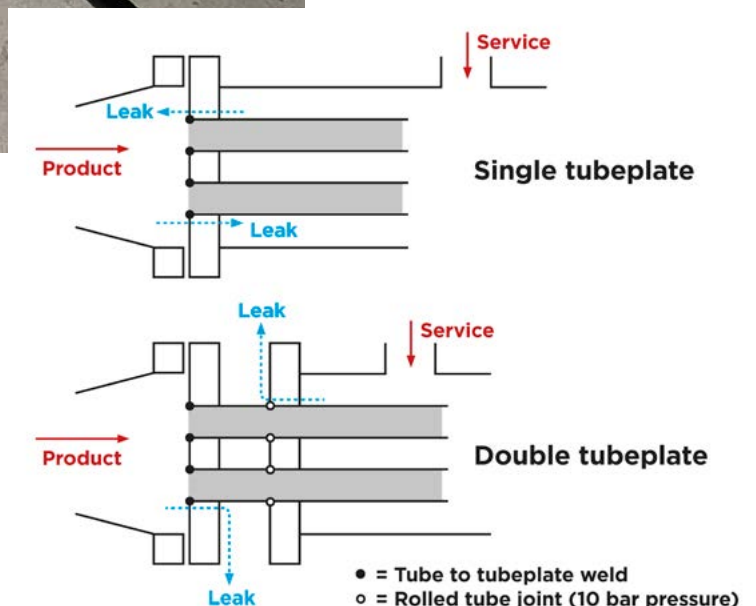 Service
Leak
Product
Single tubeplate
Leak
Leak
Service
Product
Double tubeplate
Leak
● = Tube to tubeplate weld
○ = Rolled tube joint (10 bar pressure)